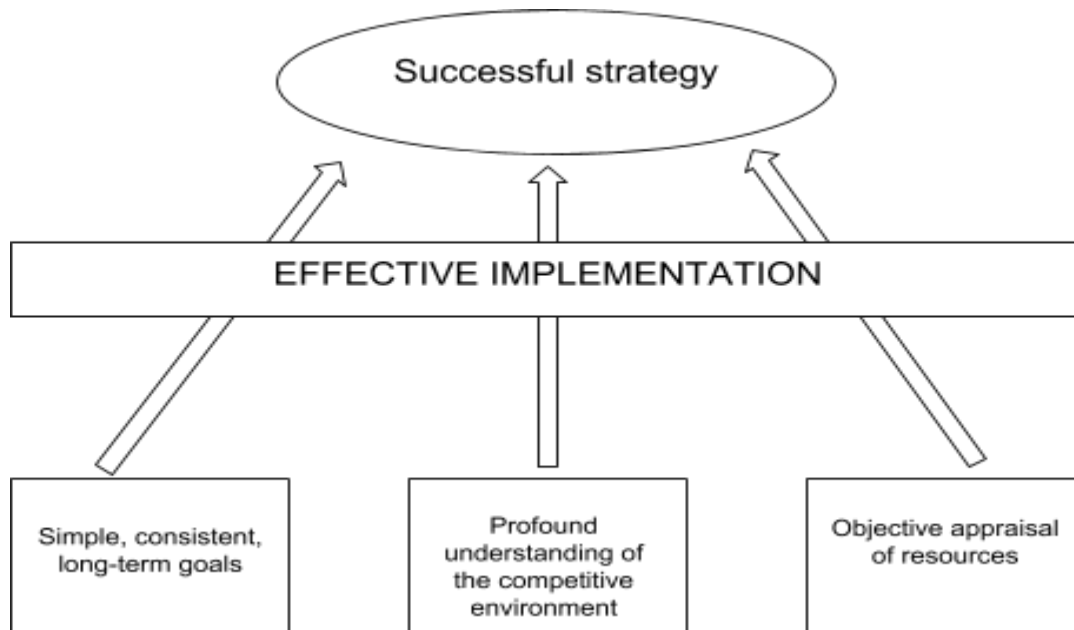 Successful strategy
EFFECTIVE IMPLEMENTATION
Simple, consistent,
long-term goals
Profound
understanding of
the competitive
environment
Objective appraisal
of resources